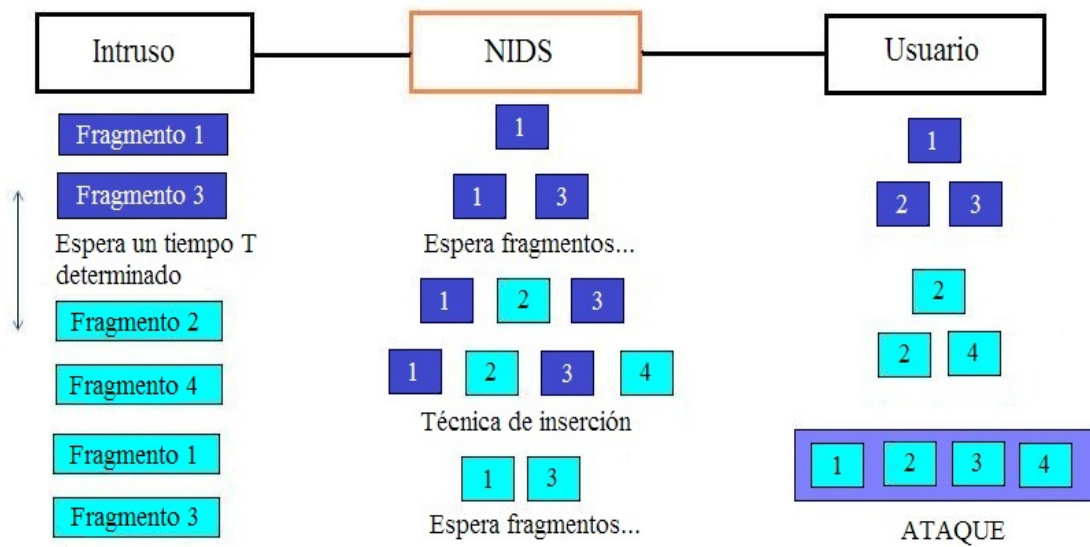 Intruso
NIDS
Usuario
Fragmento 1
1
1
Fragmento 3
1 3
2 3
Espera un tiempo T
determinado
Espera fragmentos...
Fragmento 2
1 2 3
2
Fragmento 4
1 2 3 4
2 4
Técnica de inserción
Fragmento 1
1 3
1 2 3 4
Fragmento 3
Espera fragmentos...
ATAQUE